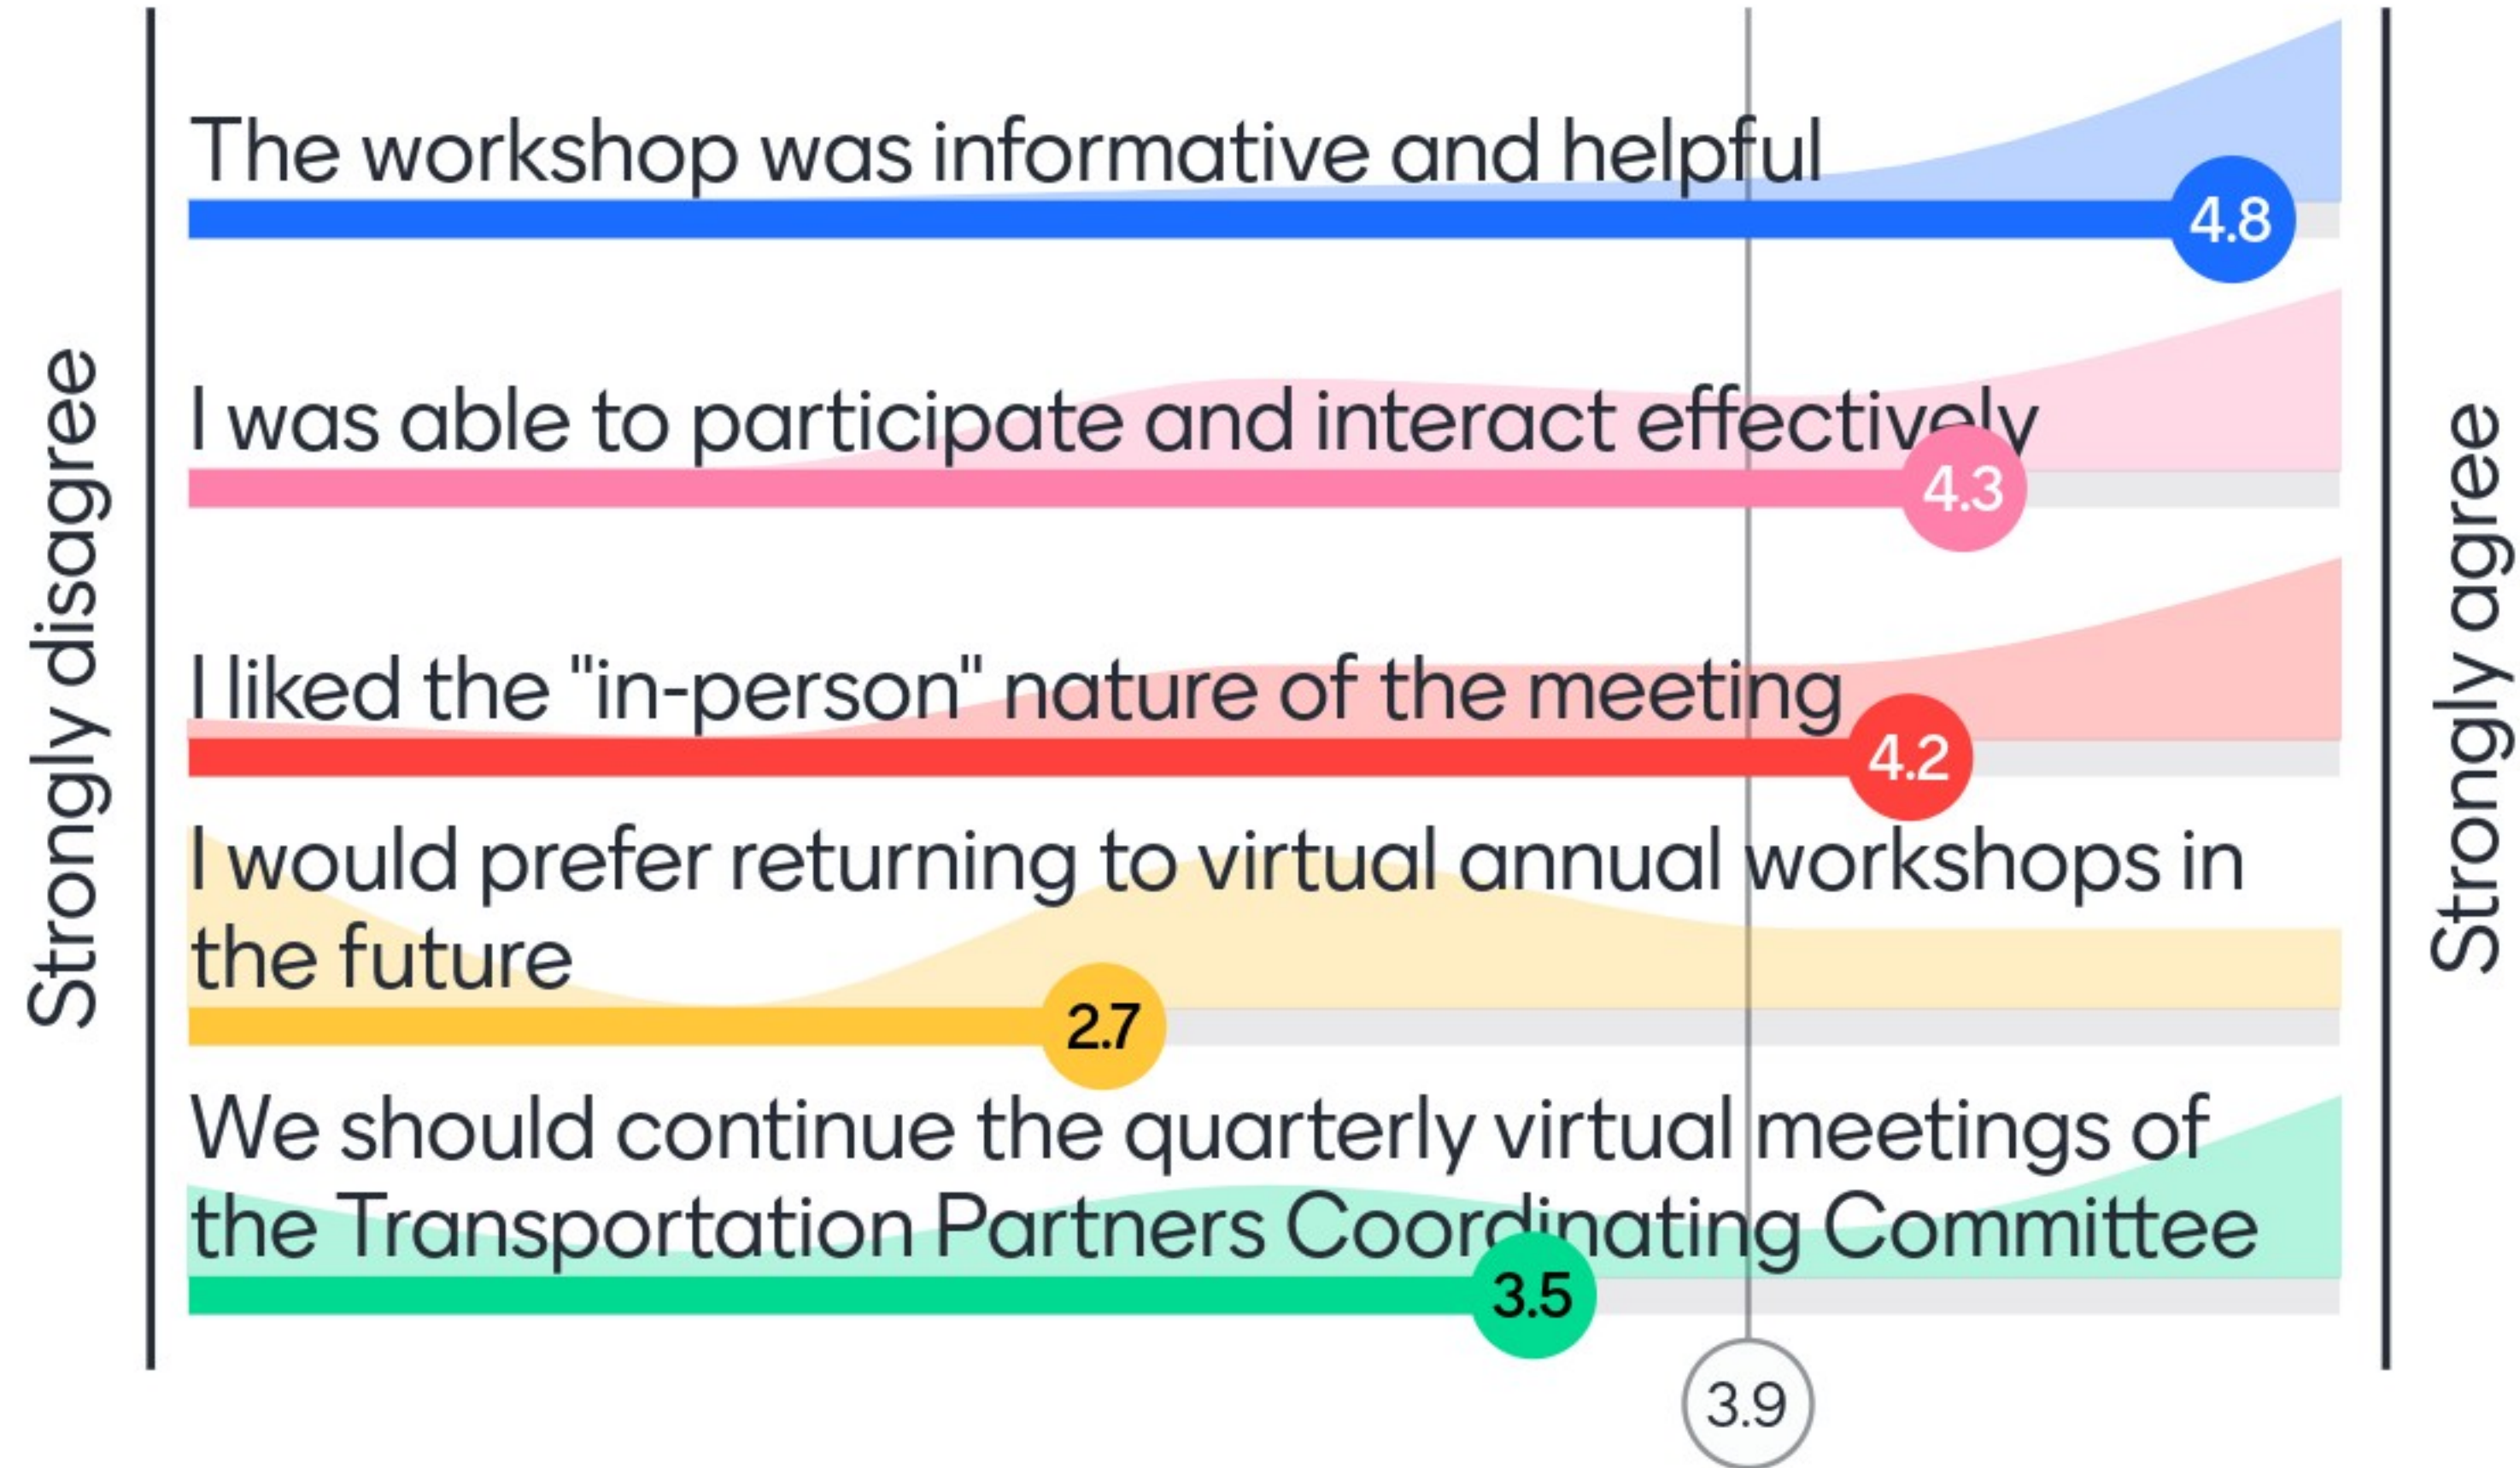 Strongly disagree
The workshop was informative and helpful
4.8
I was able to participate and interact effectively
4.3
I liked the "in-person" nature of the meeting
4.2
I would prefer returning to virtual annual workshops in
the future
2.7
We should continue the quarterly virtual meetings of
the Transportation Partners Coordinating Committee
3.5
3.9
Strongly agree